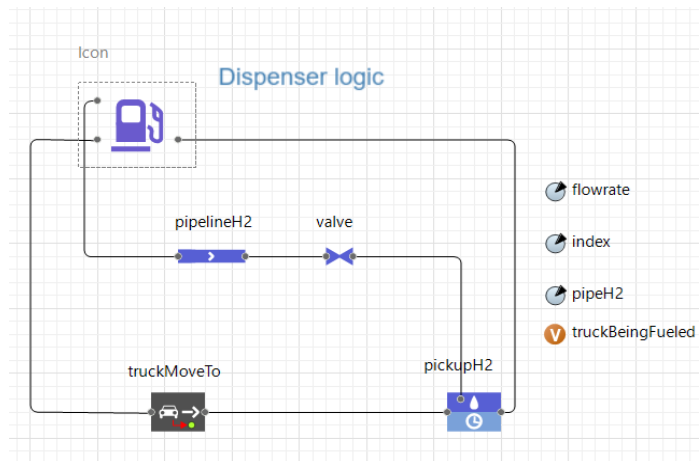 Icon
Dispenser logic
flowrate
pipelineH2
valve
index
pipeH2
V
truckBeingFueled
truckMoveTo
pickupH2